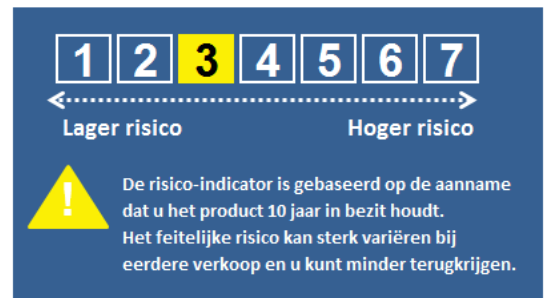 1 2 3 4 5 6 7
Lager risico Hoger risico
!
De risico-indicator is gebaseerd op de aanname
dat u het product 10 jaar in bezit houdt.
Het feitelijke risico kan sterk variëren bij
eerdere verkoop en u kunt minder terugkrijgen.